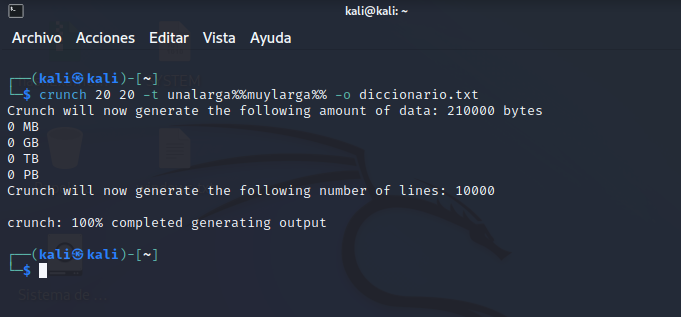 kali@kali: ~
Archivo Acciones Editar Vista Ayuda
┌──(kali㉿kali)-[~]
└─$ crunch 20 20 -t unalarga%%muylarga%% -o diccionario.txt
Crunch will now generate the following amount of data: 210000 bytes
0 MB
0 GB
0 TB
0 PB
Crunch will now generate the following number of lines: 10000
crunch: 100% completed generating output
┌──(kali㉿kali)-[~]
└─$
Sistema de